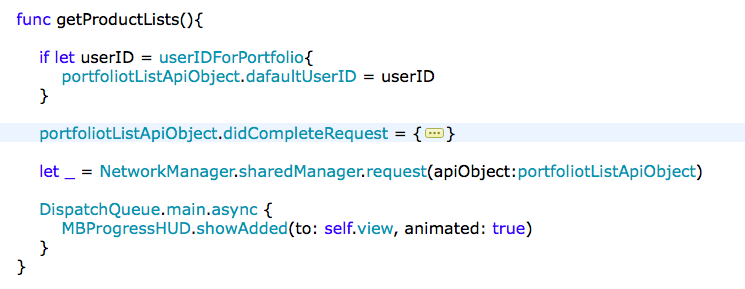 func getProductLists(){
if let userID = userIDForPortfolio{
portfoliotListApiObject.dafaultUserID = userID
}
portfoliotListApiObject.didCompleteRequest = {•••}
let _ = NetworkManager.sharedManager.request(apiObject:portfoliotListApiObject)
DispatchQueue.main.async {
MBProgressHUD.showAdded(to: self.view, animated: true)
}
}